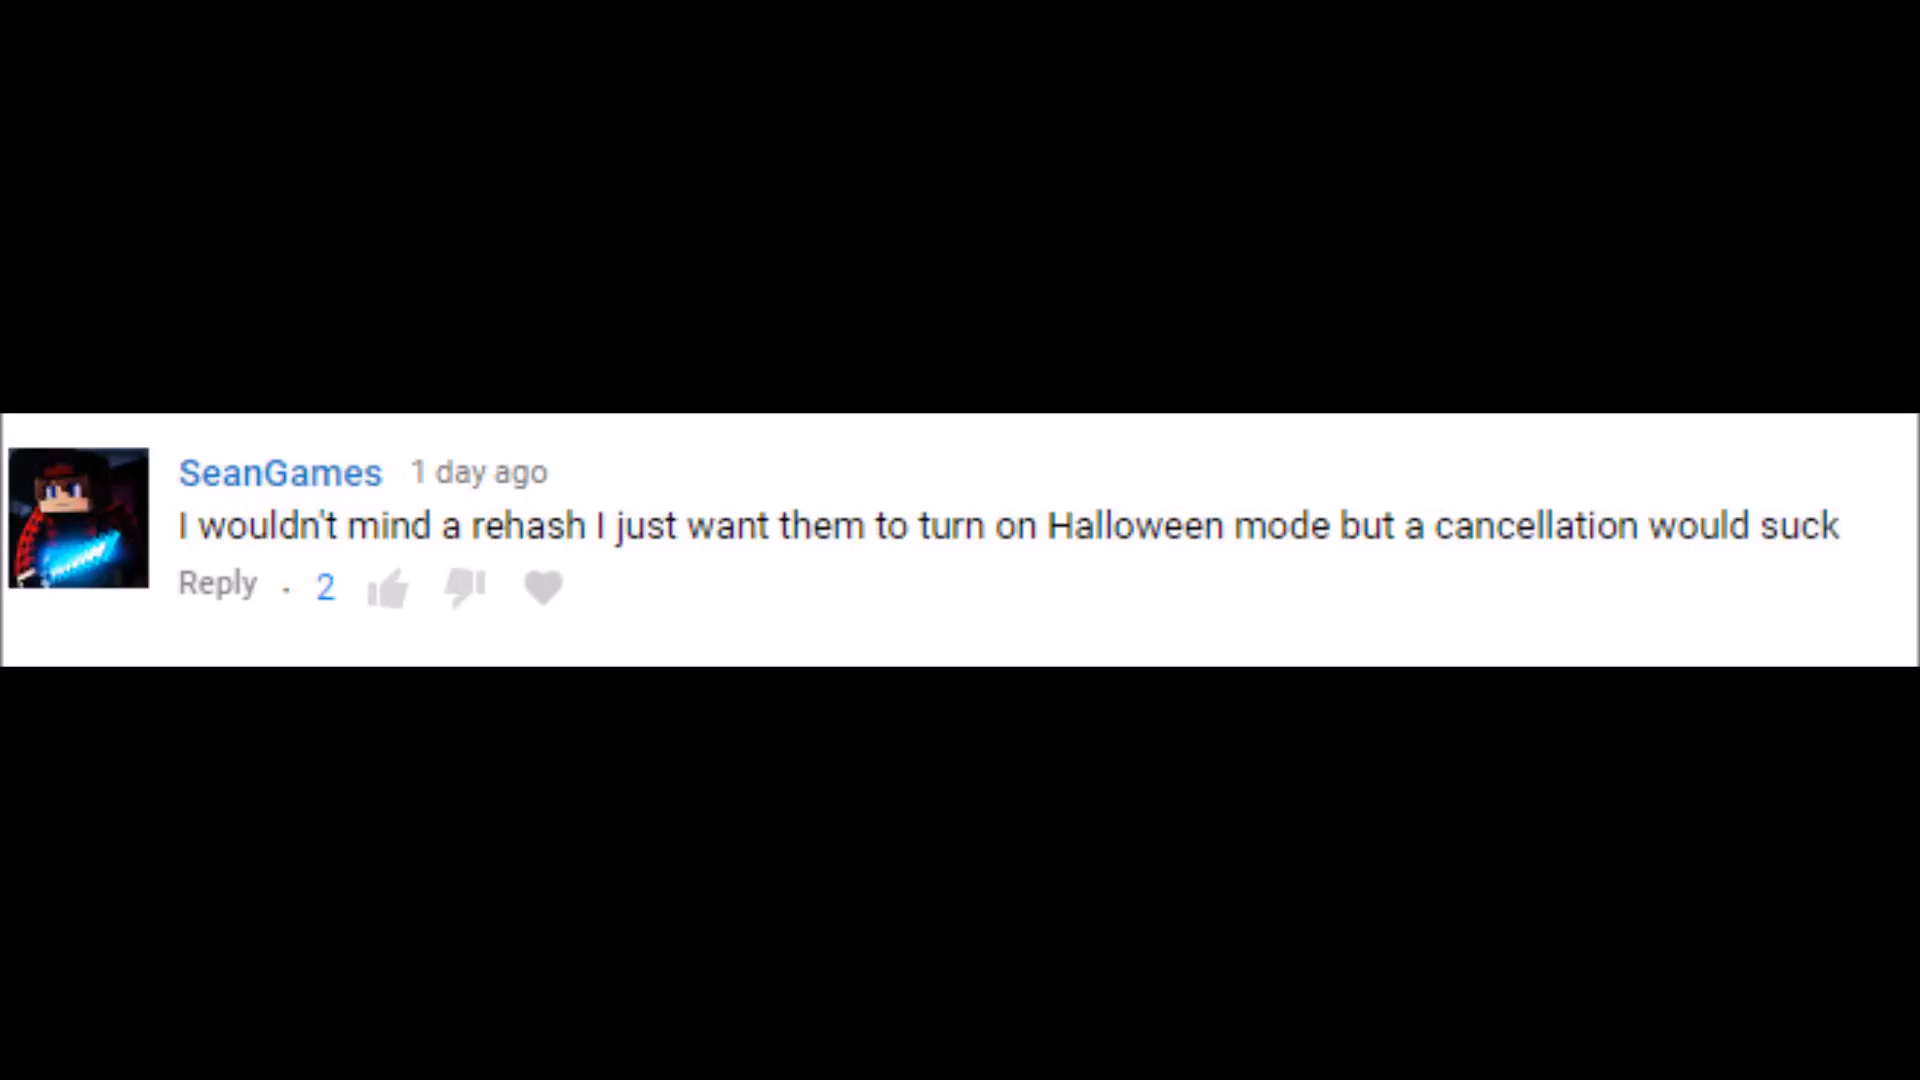 SeanGames 1 day ago
I wouldn't mind a rehash I just want them to turn on Halloween mode but a cancellation would suck
Reply . 2